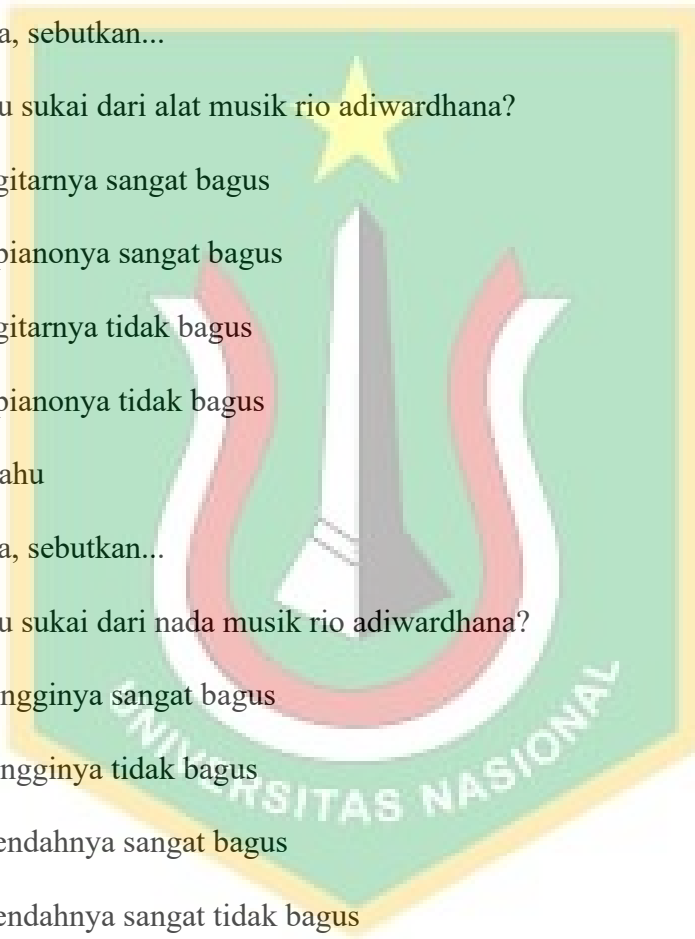 a, sebutkan...
u sukai dari alat musik rio adiwardhana?
gitarnya sangat bagus
pianonya sangat bagus
gitarnya tidak bagus
pianonya tidak bagus
ahu
a, sebutkan...
u sukai dari nada musik rio adiwardhana?
ngginya sangat bagus
ngginya tidak bagus
endahnya sangat bagus
endahnya sangat tidak bagus
UNIVERSITAS NASIONAL